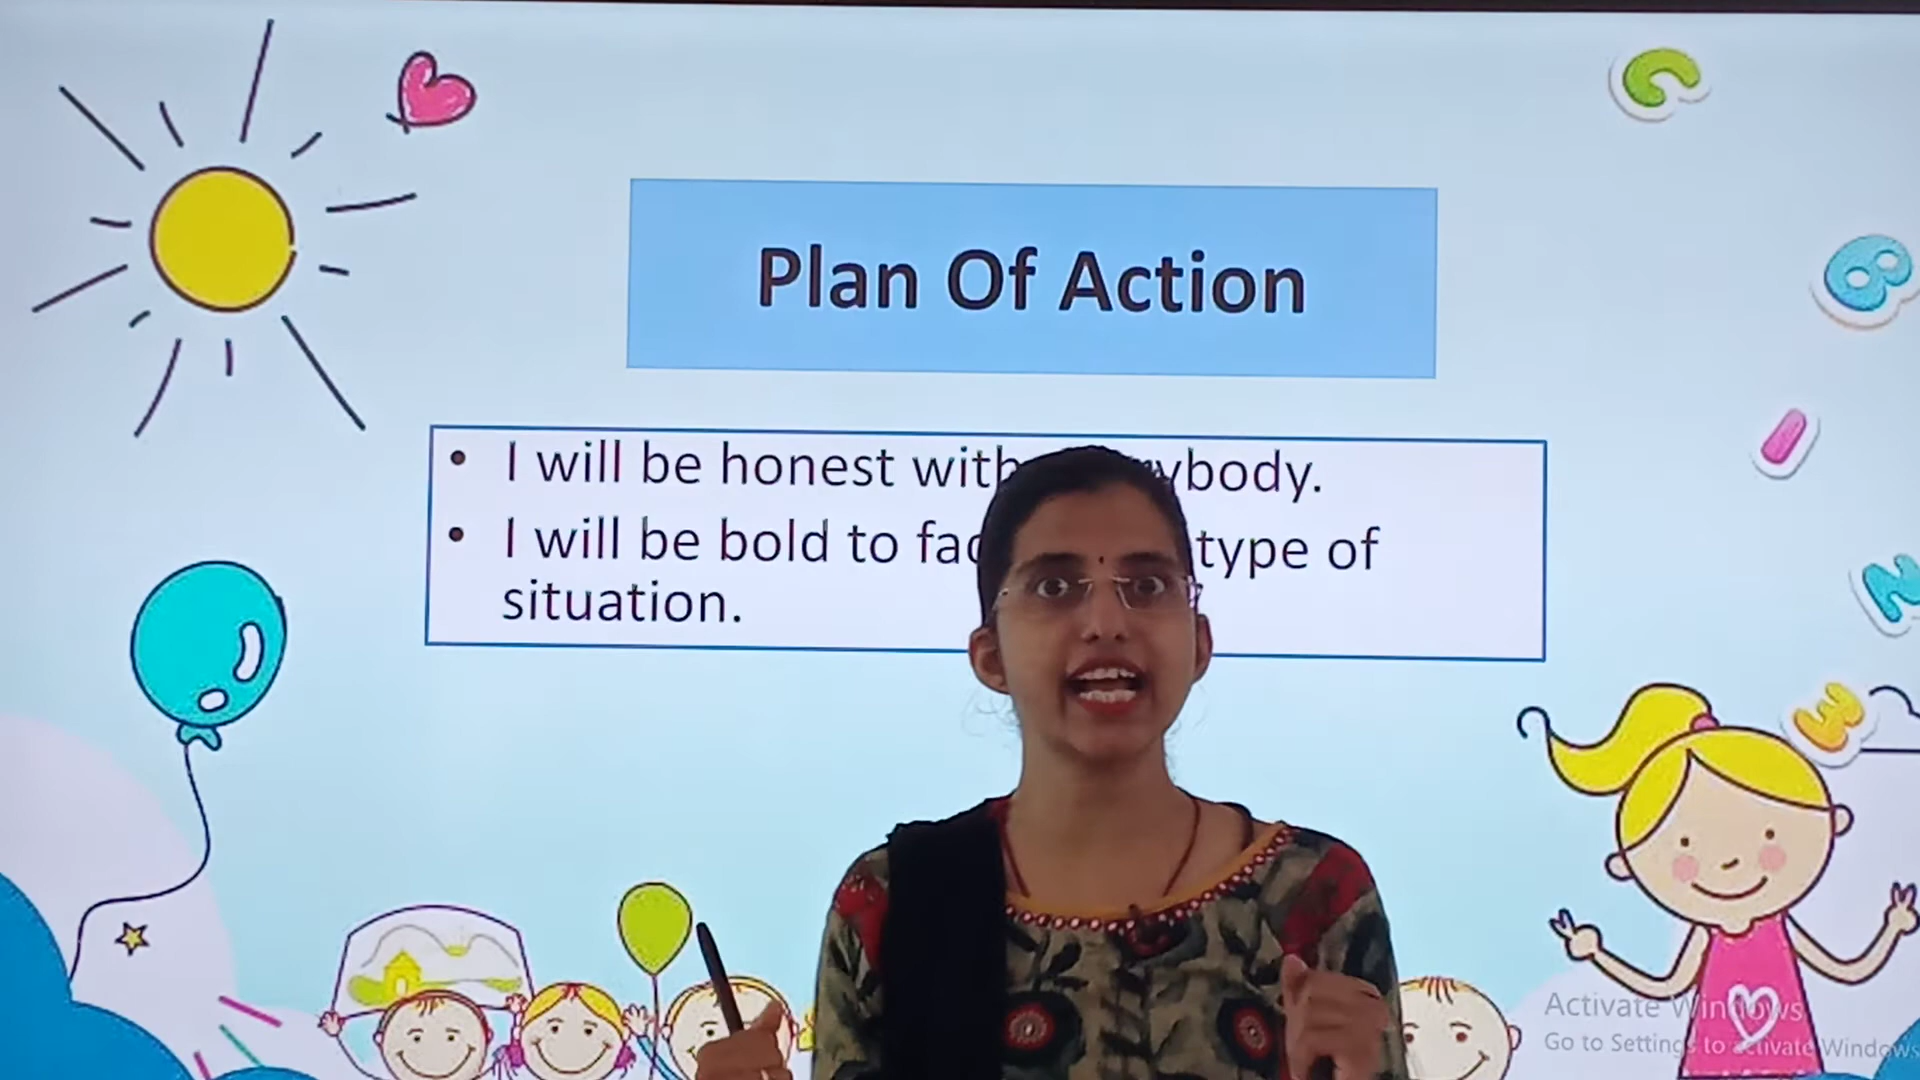 Plan Of Action
• I will be honest with ybody.
• I will be bold to fac type of
situation.
Activate Windows
Go to Settings to activate Windows